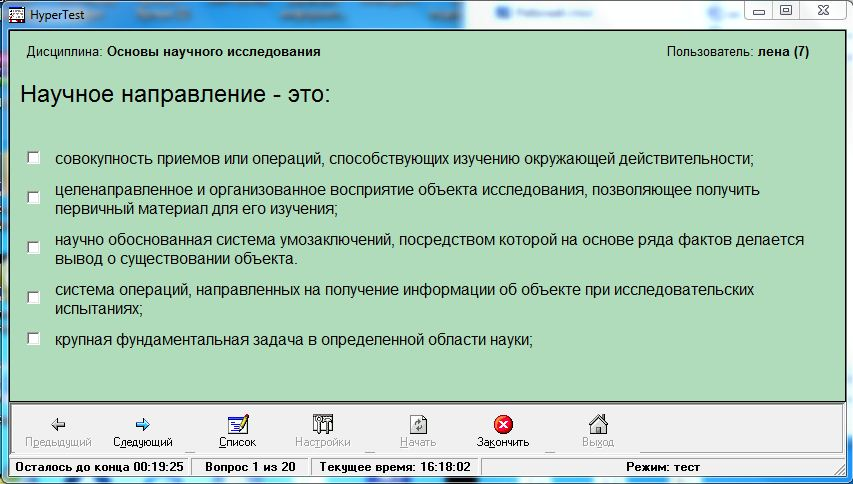 HyperTest
Дисциплина: Основы научного исследования
Пользователь: лена (7)
Научное направление - это:
совокупность приемов или операций, способствующих изучению окружающей действительности;
целенаправленное и организованное восприятие объекта исследования, позволяющее получить
первичный материал для его изучения;
научно обоснованная система умозаключений, посредством которой на основе ряда фактов делается
вывод о существовании объекта.
система операций, направленных на получение информации об объекте при исследовательских
испытаниях;
крупная фундаментальная задача в определенной области науки;
Предыдущий Следующий Список Настройки Начать Закончить Выход
Осталось до конца 00:19:25 Вопрос 1 из 20 Текущее время: 16:18:02 Режим: тест